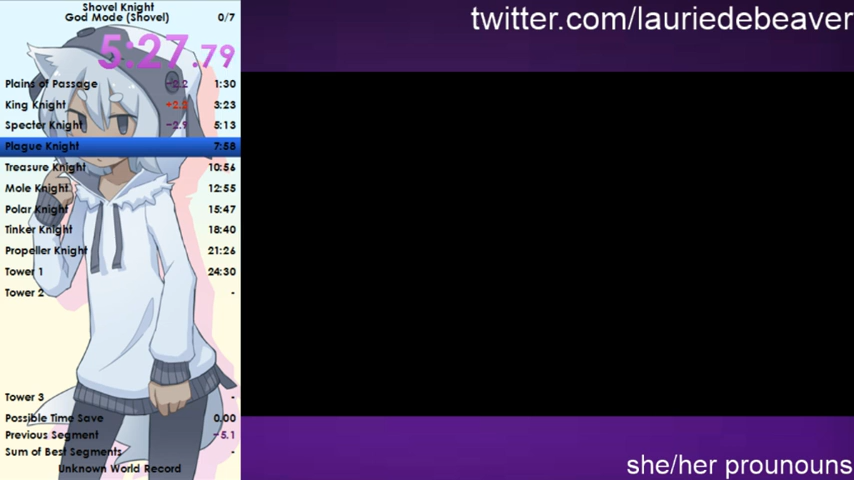 Shovel Knight
God Mode (Shovel) 0/7
5:27.79
Plains of Passage -2.2 1:30
King Knight +2.2 3:23
Specter Knight -2.9 5:13
Plague Knight 7:58
Treasure Knight 10:56
Mole Knight 12:55
Polar Knight 15:47
Tinker Knight 18:40
Propeller Knight 21:26
Tower 1 24:30
Tower 2 -
Tower 3 -
Possible Time Save 0.00
Previous Segment -5.1
Sum of Best Segments -
Unknown World Record
twitter.com/lauriedebeaver
she/her prounouns